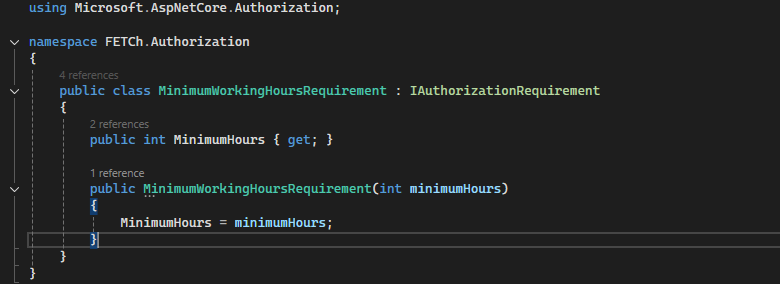 using Microsoft.AspNetCore.Authorization;
namespace FETCh.Authorization
{
4 references
public class MinimumWorkingHoursRequirement : IAuthorizationRequirement
{
2 references
public int MinimumHours { get; }
1 reference
public MinimumWorkingHoursRequirement(int minimumHours)
{
MinimumHours = minimumHours;
}
}
}